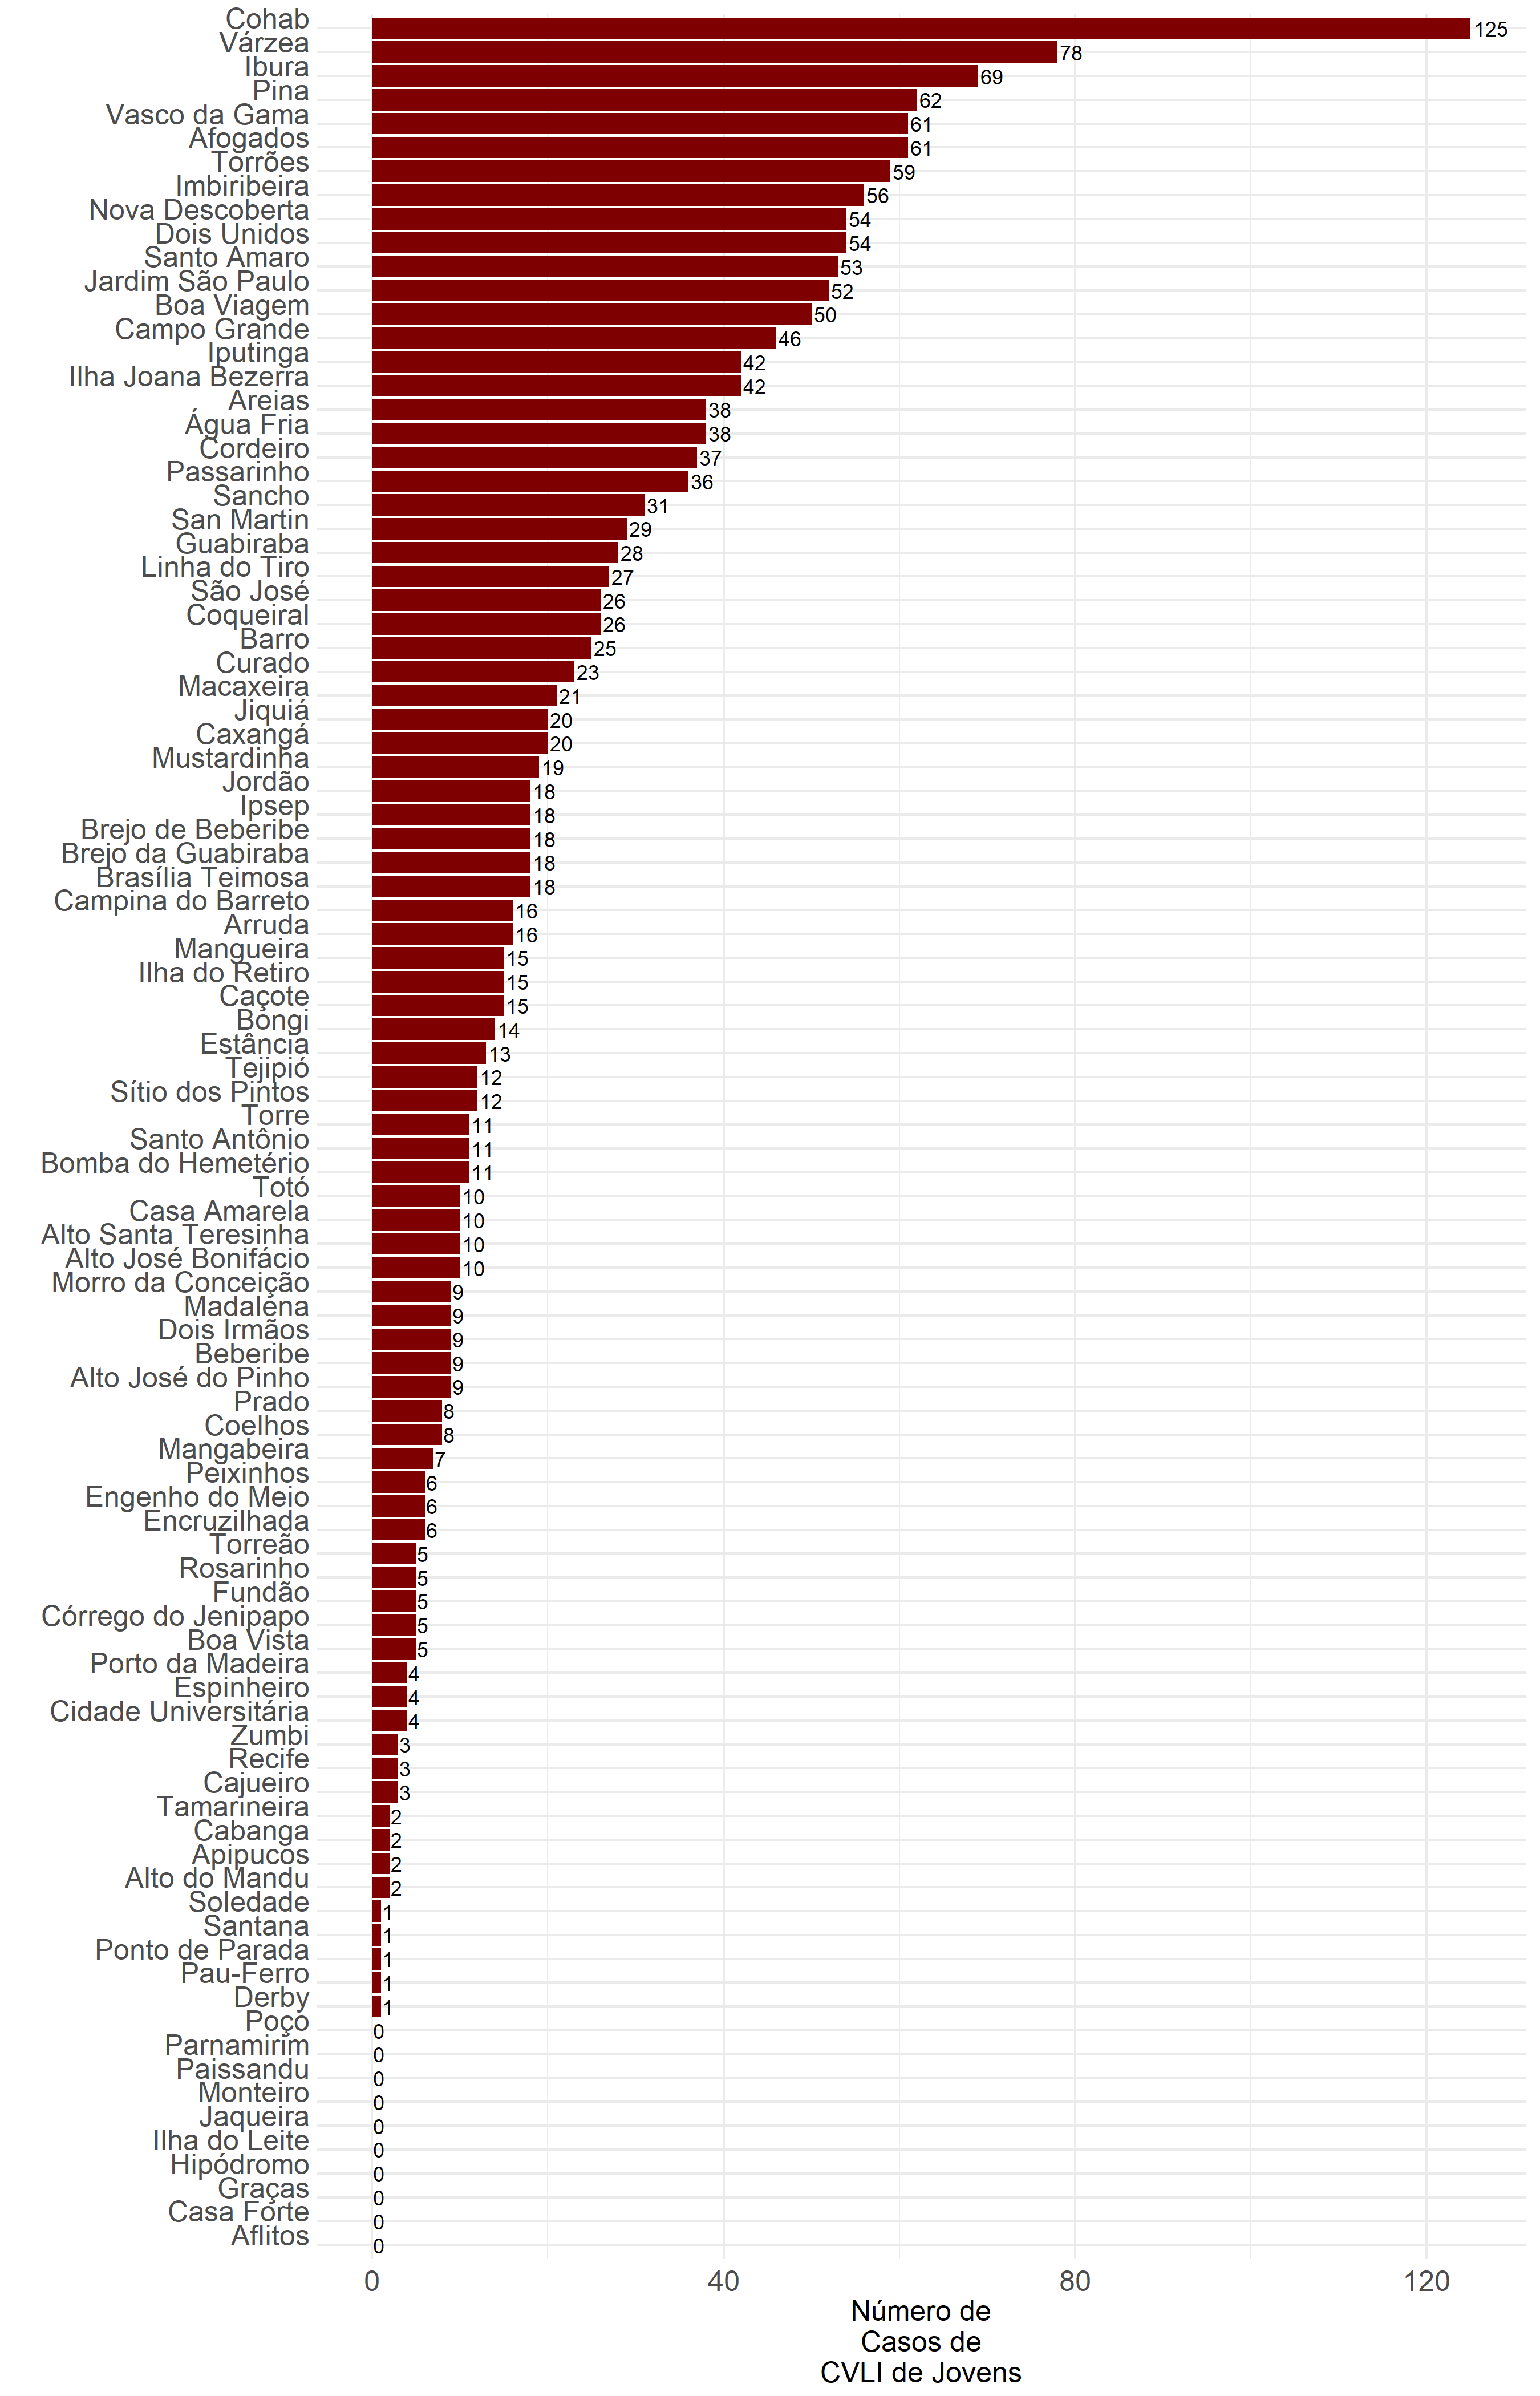 Cohab 125
Várzea 78
Ibura 69
Pina 62
Vasco da Gama 61
Afogados 61
Torrões 59
Imbiribeira 56
Nova Descoberta 54
Dois Unidos 54
Santo Amaro 53
Jardim São Paulo 52
Boa Viagem 50
Campo Grande 46
Iputinga 42
Ilha Joana Bezerra 42
Areias 38
Água Fria 38
Cordeiro 37
Passarinho 36
Sancho 31
San Martin 29
Guabiraba 28
Linha do Tiro 27
São José 26
Coqueiral 26
Barro 25
Curado 23
Macaxeira 21
Jiquiá 20
Caxangá 20
Mustardinha 19
Jordão 18
Ipsep 18
Brejo de Beberibe 18
Brejo da Guabiraba 18
Brasília Teimosa 18
Campina do Barreto 16
Arruda 16
Mangueira 15
Ilha do Retiro 15
Caçote 15
Bongi 14
Estância 13
Tejipió 12
Sítio dos Pintos 12
Torre 11
Santo Antônio 11
Bomba do Hemetério 11
Totó 10
Casa Amarela 10
Alto Santa Teresinha 10
Alto José Bonifácio 10
Morro da Conceição 9
Madalena 9
Dois Irmãos 9
Beberibe 9
Alto José do Pinho 9
Prado 8
Coelhos 8
Mangabeira 7
Peixinhos 6
Engenho do Meio 6
Encruzilhada 6
Torreão 5
Rosarinho 5
Fundão 5
Córrego do Jenipapo 5
Boa Vista 5
Porto da Madeira 4
Espinheiro 4
Cidade Universitária 4
Zumbi 3
Recife 3
Cajueiro 3
Tamarineira 2
Cabanga 2
Apipucos 2
Alto do Mandu 2
Soledade 1
Santana 1
Ponto de Parada 1
Pau-Ferro 1
Derby 1
Poço 0
Parnamirim 0
Paissandu 0
Monteiro 0
Jaqueira 0
Ilha do Leite 0
Hipódromo 0
Graças 0
Casa Forte 0
Aflitos 0
0 40 80 120
Número de
Casos de
CVLI de Jovens